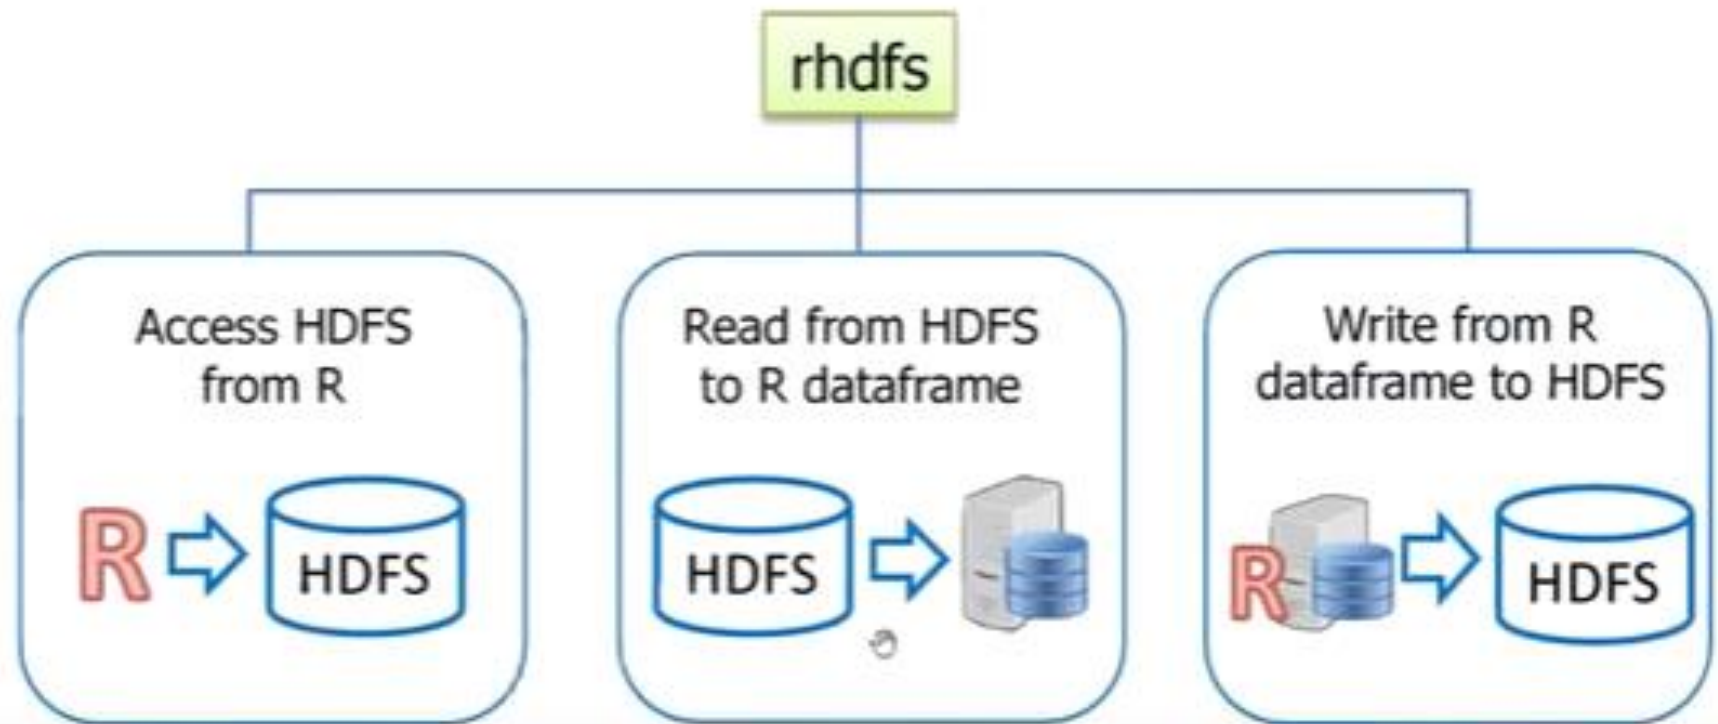 rhdfs
Access HDFS
from R
R
HDFS
Read from HDFS
to R dataframe
HDFS
Write from R
dataframe to HDFS
R
HDFS